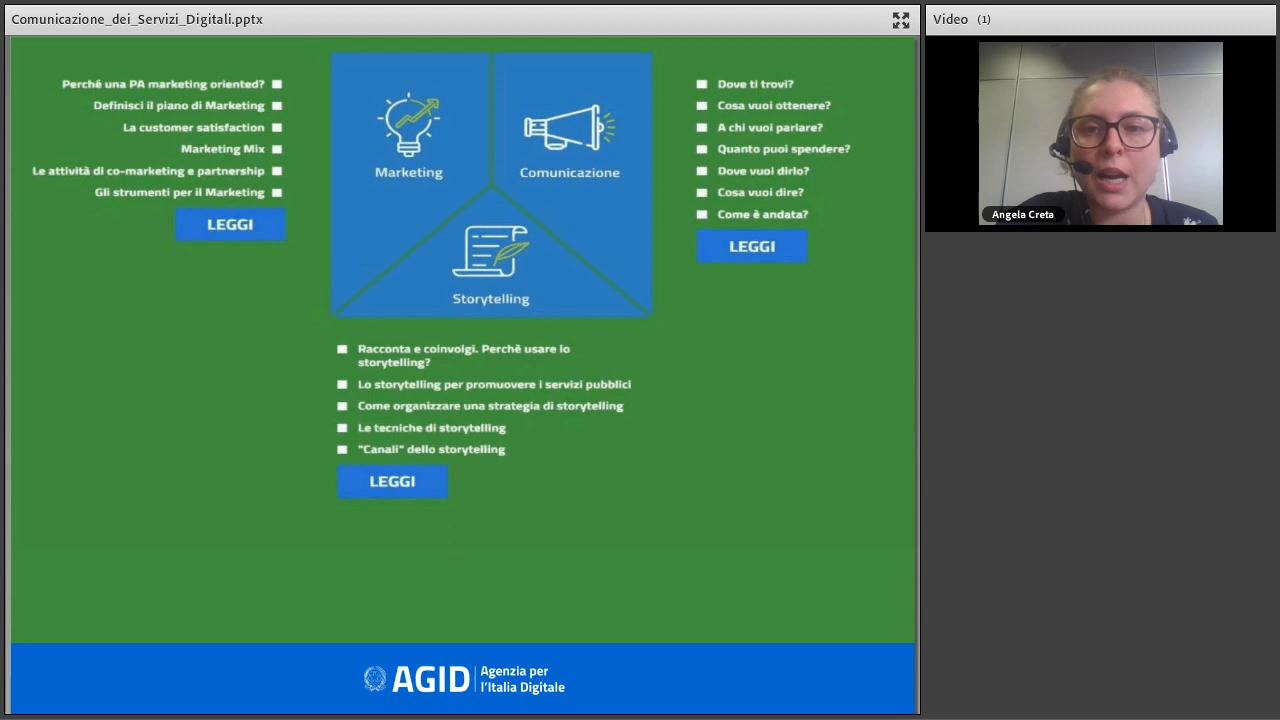 Comunicazione_dei_Servizi_Digitali.pptx
Video (1)
Perché una PA marketing oriented?
Definisci il piano di Marketing
La customer satisfaction
Marketing Mix
Le attività di co-marketing e partnership
Gli strumenti per il Marketing
LEGGI
Marketing
Comunicazione
Storytelling
Dove ti trovi?
Cosa vuoi ottenere?
A chi vuoi parlare?
Quanto puoi spendere?
Dove vuoi dirlo?
Cosa vuoi dire?
Come è andata?
LEGGI
Racconta e coinvolgi. Perchè usare lo
storytelling?
Lo storytelling per promuovere i servizi pubblici
Come organizzare una strategia di storytelling
Le tecniche di storytelling
"Canali" dello storytelling
LEGGI
AGID
Agenzia per
l'Italia Digitale
Angela Creta